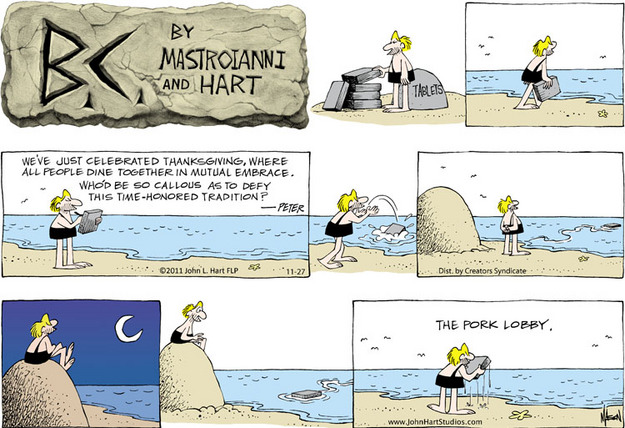 B.C.
BY
MASTROIANNI
AND HART
TABLETS
WE'VE JUST CELEBRATED THANKSGIVING, WHERE
ALL PEOPLE DINE TOGETHER IN MUTUAL EMBRACE.
WHO'D BE SO CALLOUS AS TO DEFY
THIS TIME-HONORED TRADITION?
— PETER
©2011 John L. Hart FLP
11-27
Dist. by Creators Syndicate
THE PORK LOBBY.
www.JohnHartStudios.com